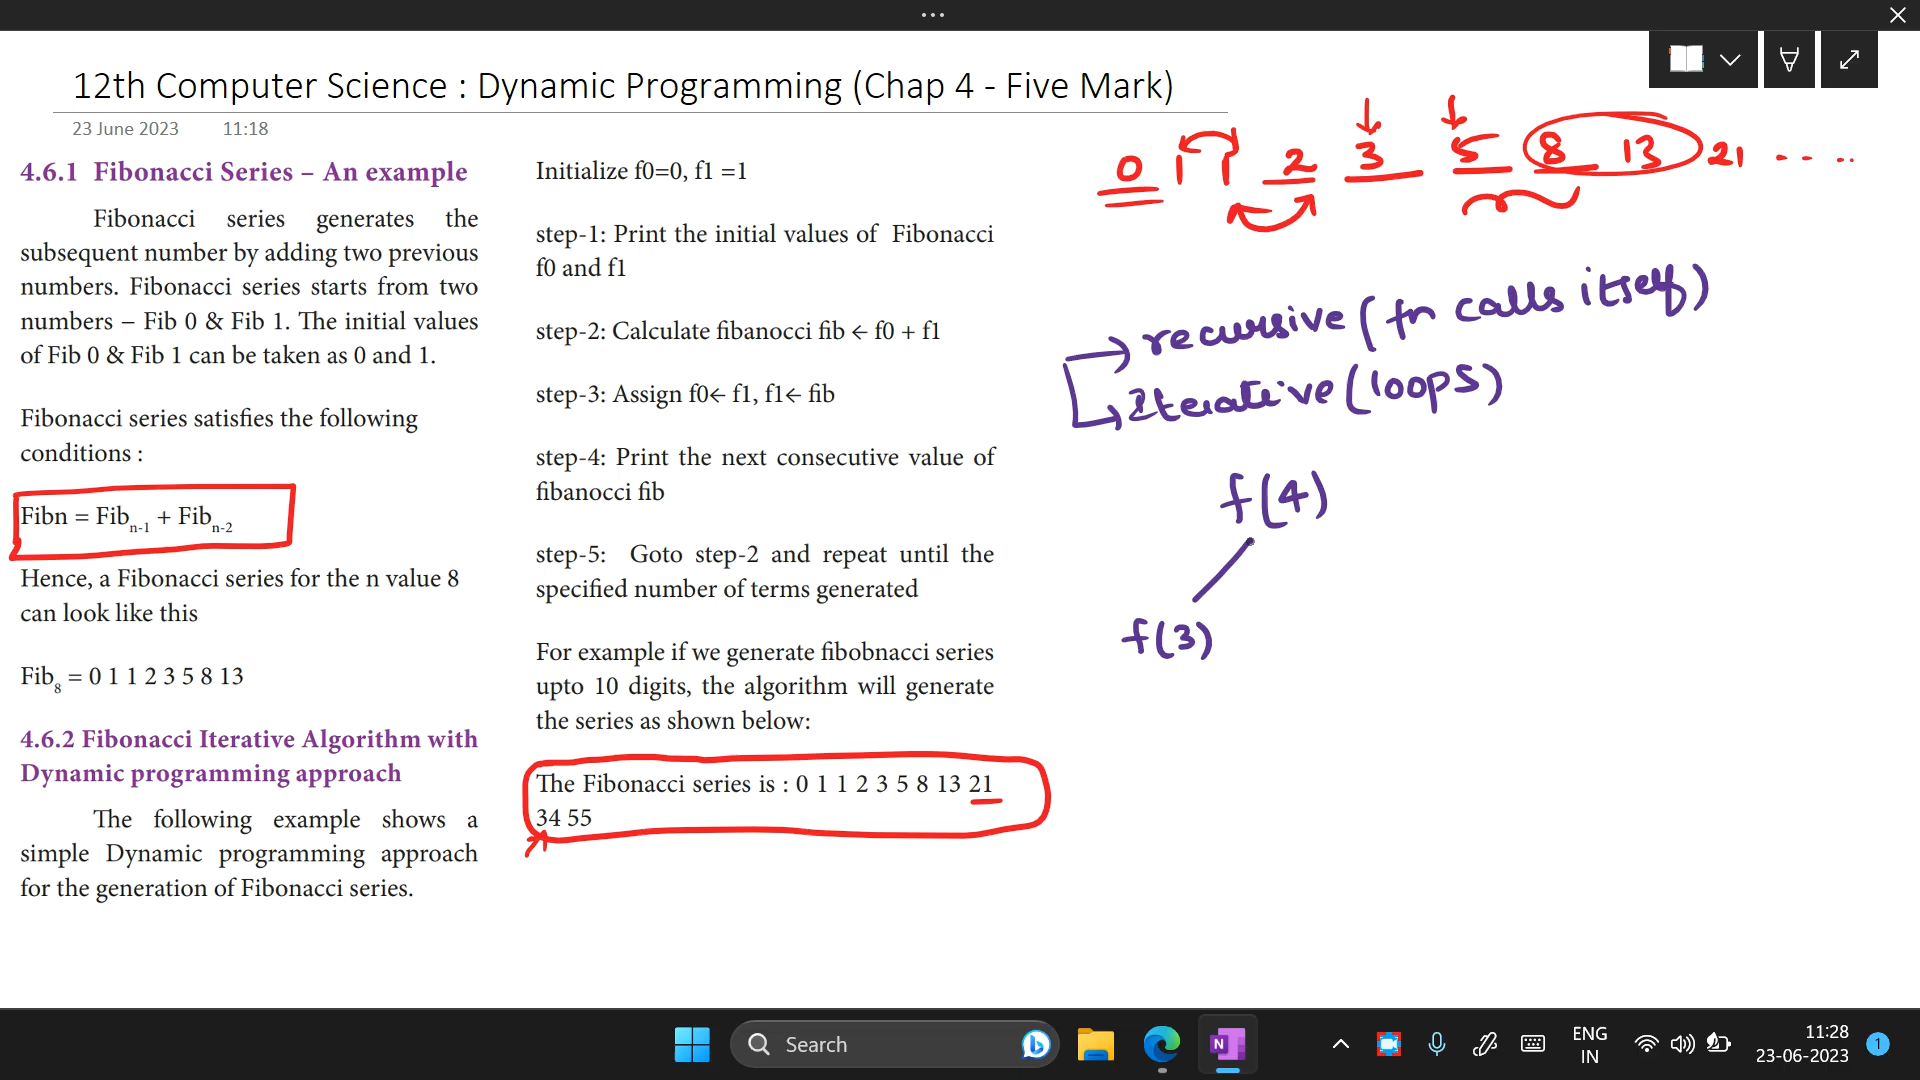 12th Computer Science : Dynamic Programming (Chap 4 - Five Mark)
23 June 2023 11:18
4.6.1 Fibonacci Series – An example
Fibonacci series generates the
subsequent number by adding two previous
numbers. Fibonacci series starts from two
numbers – Fib 0 & Fib 1. The initial values
of Fib 0 & Fib 1 can be taken as 0 and 1.
Fibonacci series satisfies the following
conditions :
Fibn = Fibn-1 + Fibn-2
Hence, a Fibonacci series for the n value 8
can look like this
Fib8 = 0 1 1 2 3 5 8 13
4.6.2 Fibonacci Iterative Algorithm with
Dynamic programming approach
The following example shows a
simple Dynamic programming approach
for the generation of Fibonacci series.
Initialize f0=0, f1 =1
step-1: Print the initial values of Fibonacci
f0 and f1
step-2: Calculate fibanocci fib ← f0 + f1
step-3: Assign f0← f1, f1← fib
step-4: Print the next consecutive value of
fibanocci fib
step-5: Goto step-2 and repeat until the
specified number of terms generated
For example if we generate fibobnacci series
upto 10 digits, the algorithm will generate
the series as shown below:
The Fibonacci series is : 0 1 1 2 3 5 8 13 21
34 55
0 1 1 2 3 5 8 13 21 ....
recursive (fn calls itself)
Iterative (loops)
f(4)
f(3)
Search
ENG
IN
11:28
23-06-2023
1